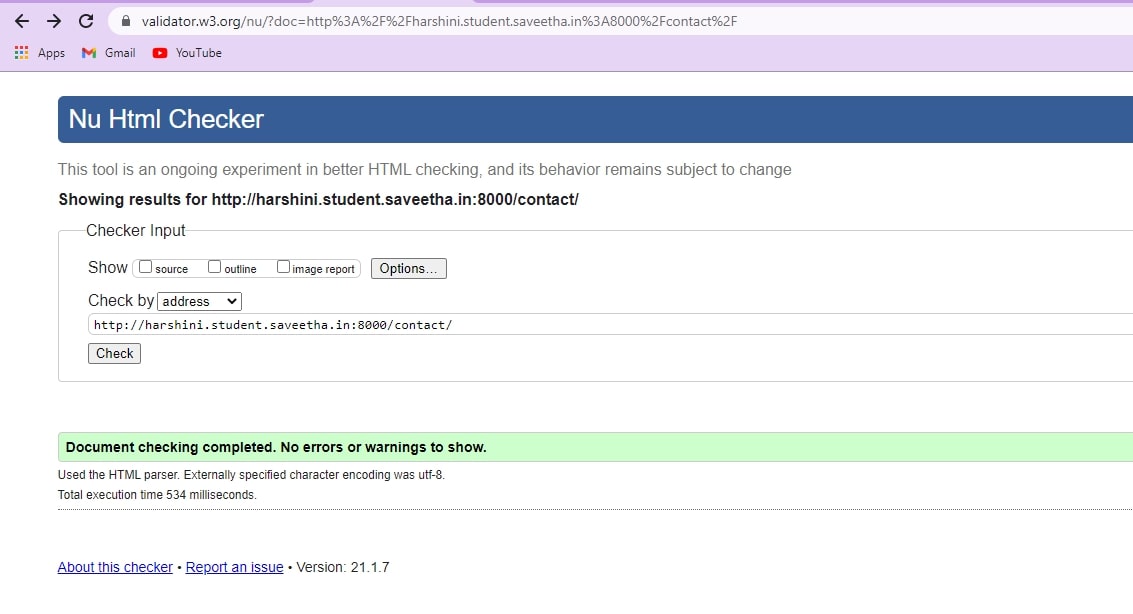 validator.w3.org/nu/?doc=http%3A%2F%2Fharshini.student.saveetha.in%3A8000%2Fcontact%2F
Apps Gmail YouTube
Nu Html Checker
This tool is an ongoing experiment in better HTML checking, and its behavior remains subject to change
Showing results for http://harshini.student.saveetha.in:8000/contact/
Checker Input
Show source outline image report Options...
Check by address
http://harshini.student.saveetha.in:8000/contact/
Check
Document checking completed. No errors or warnings to show.
Used the HTML parser. Externally specified character encoding was utf-8.
Total execution time 534 milliseconds.
About this checker • Report an issue • Version: 21.1.7